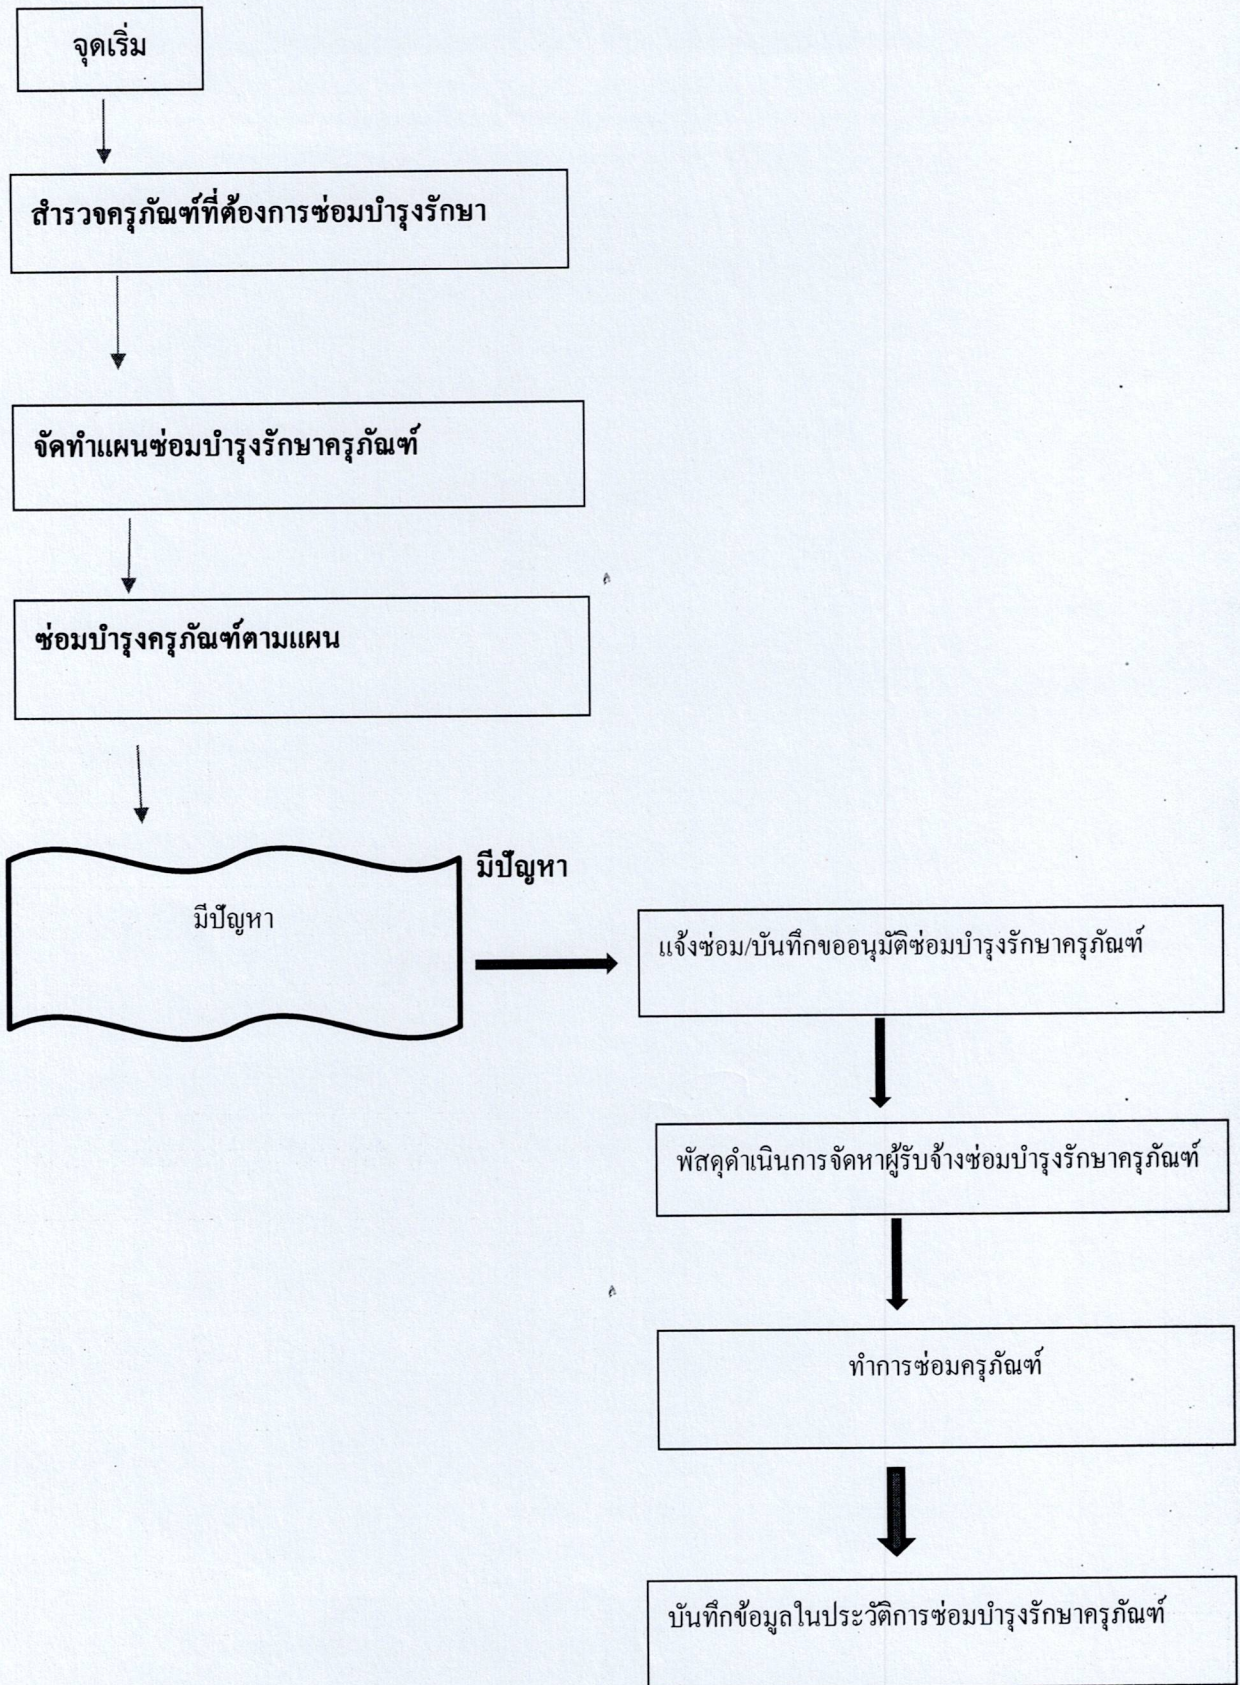 จุดเริ่ม
สำรวจครุภัณฑ์ที่ต้องการซ่อมบำรุงรักษา
จัดทำแผนซ่อมบำรุงรักษาครุภัณฑ์
ซ่อมบำรุงครุภัณฑ์ตามแผน
มีปัญหา
มีปัญหา
แจ้งซ่อม/บันทึกขออนุมัติซ่อมบำรุงรักษาครุภัณฑ์
พัสดุดำเนินการจัดหาผู้รับจ้างซ่อมบำรุงรักษาครุภัณฑ์
ทำการซ่อมครุภัณฑ์
บันทึกข้อมูลในประวัติการซ่อมบำรุงรักษาครุภัณฑ์